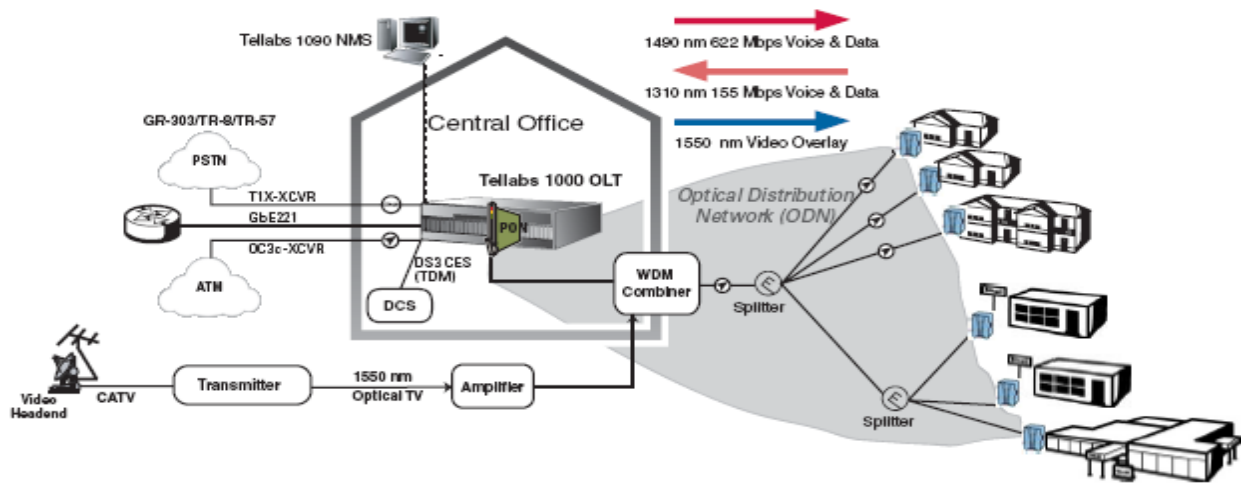 Tellabs 1090 NMS
1490 nm 622 Mbps Voice & Data
1310 nm 155 Mbps Voice & Data
1550 nm Video Overlay
GR-303/TR-8/TR-57
PSTN
Central Office
T1X-XCVR
GbE221
OC3c-XCVR
ATM
Tellabs 1000 OLT
PON
DS3 CES
(TDM)
DCS
Optical Distribution
Network (ODN)
WDM
Combiner
E
Splitter
E
Splitter
Video
Headend
CATV
Transmitter
1550 nm
Optical TV
Amplifier